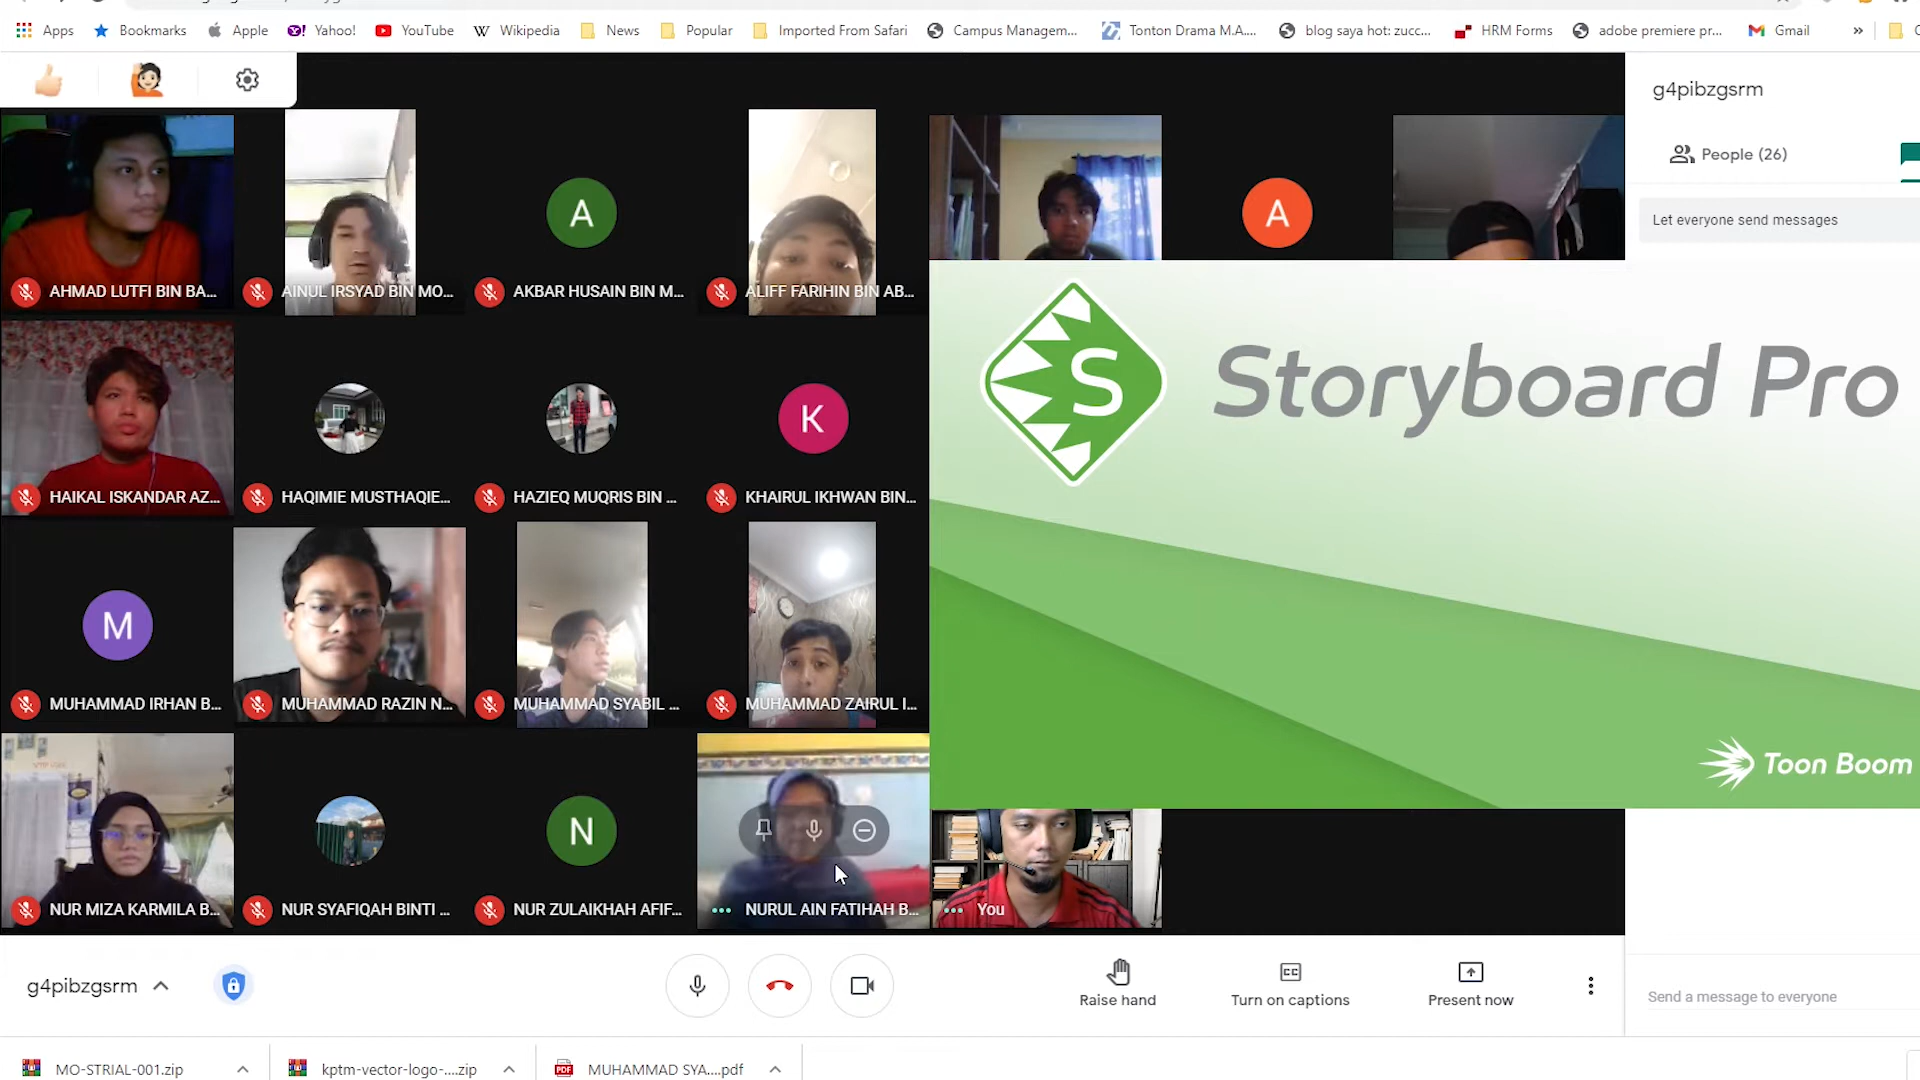 Apps
Bookmarks
Apple
Yahoo!
YouTube
Wikipedia
News
Popular
Imported From Safari
Campus Managem...
Tonton Drama M.A....
blog saya hot: zucc...
HRM Forms
adobe premiere pr...
Gmail
»
g4pibzgsrm
People (26)
Let everyone send messages
A
A
AHMAD LUTFI BIN BA...
AINUL IRSYAD BIN MO...
AKBAR HUSAIN BIN M...
ALIFF FARIHIN BIN AB...
S
Storyboard Pro
K
HAIKAL ISKANDAR AZ...
HAQIMIE MUSTHAQIE...
HAZIEQ MUQRIS BIN ...
KHAIRUL IKHWAN BIN...
M
MUHAMMAD IRHAN B...
MUHAMMAD RAZIN N...
MUHAMMAD SYABIL ...
MUHAMMAD ZAIRUL I...
Toon Boom
N
NUR MIZA KARMILA B...
NUR SYAFIQAH BINTI ...
NUR ZULAIKHAH AFIF...
NURUL AIN FATIHAH B...
You
g4pibzgsrm
Raise hand
Turn on captions
Present now
Send a message to everyone
MO-STRIAL-001.zip
kptm-vector-logo-....zip
MUHAMMAD SYA....pdf